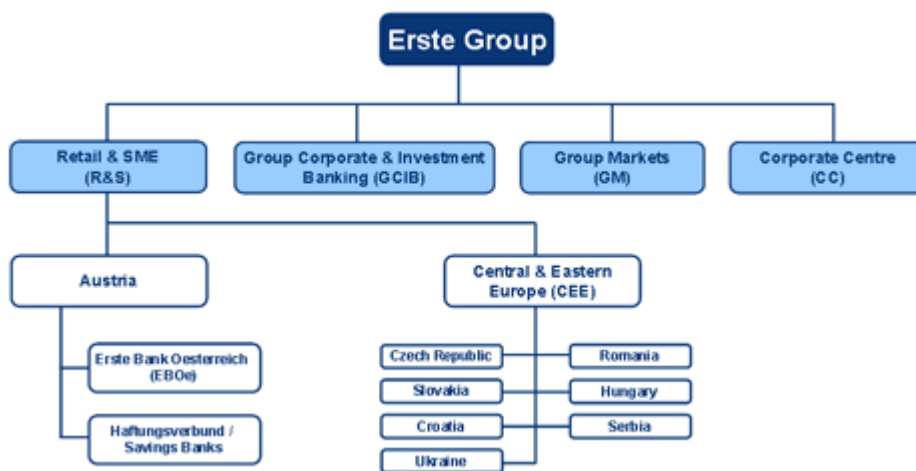 Erste Group
Retail & SME
(R&S)
Group Corporate & Investment
Banking (GCIB)
Group Markets
(GM)
Corporate Centre
(CC)
Austria
Central & Eastern
Europe (CEE)
Erste Bank Oesterreich
(EBOe)
Haftungsverbund /
Savings Banks
Czech Republic
Romania
Slovakia
Hungary
Croatia
Serbia
Ukraine